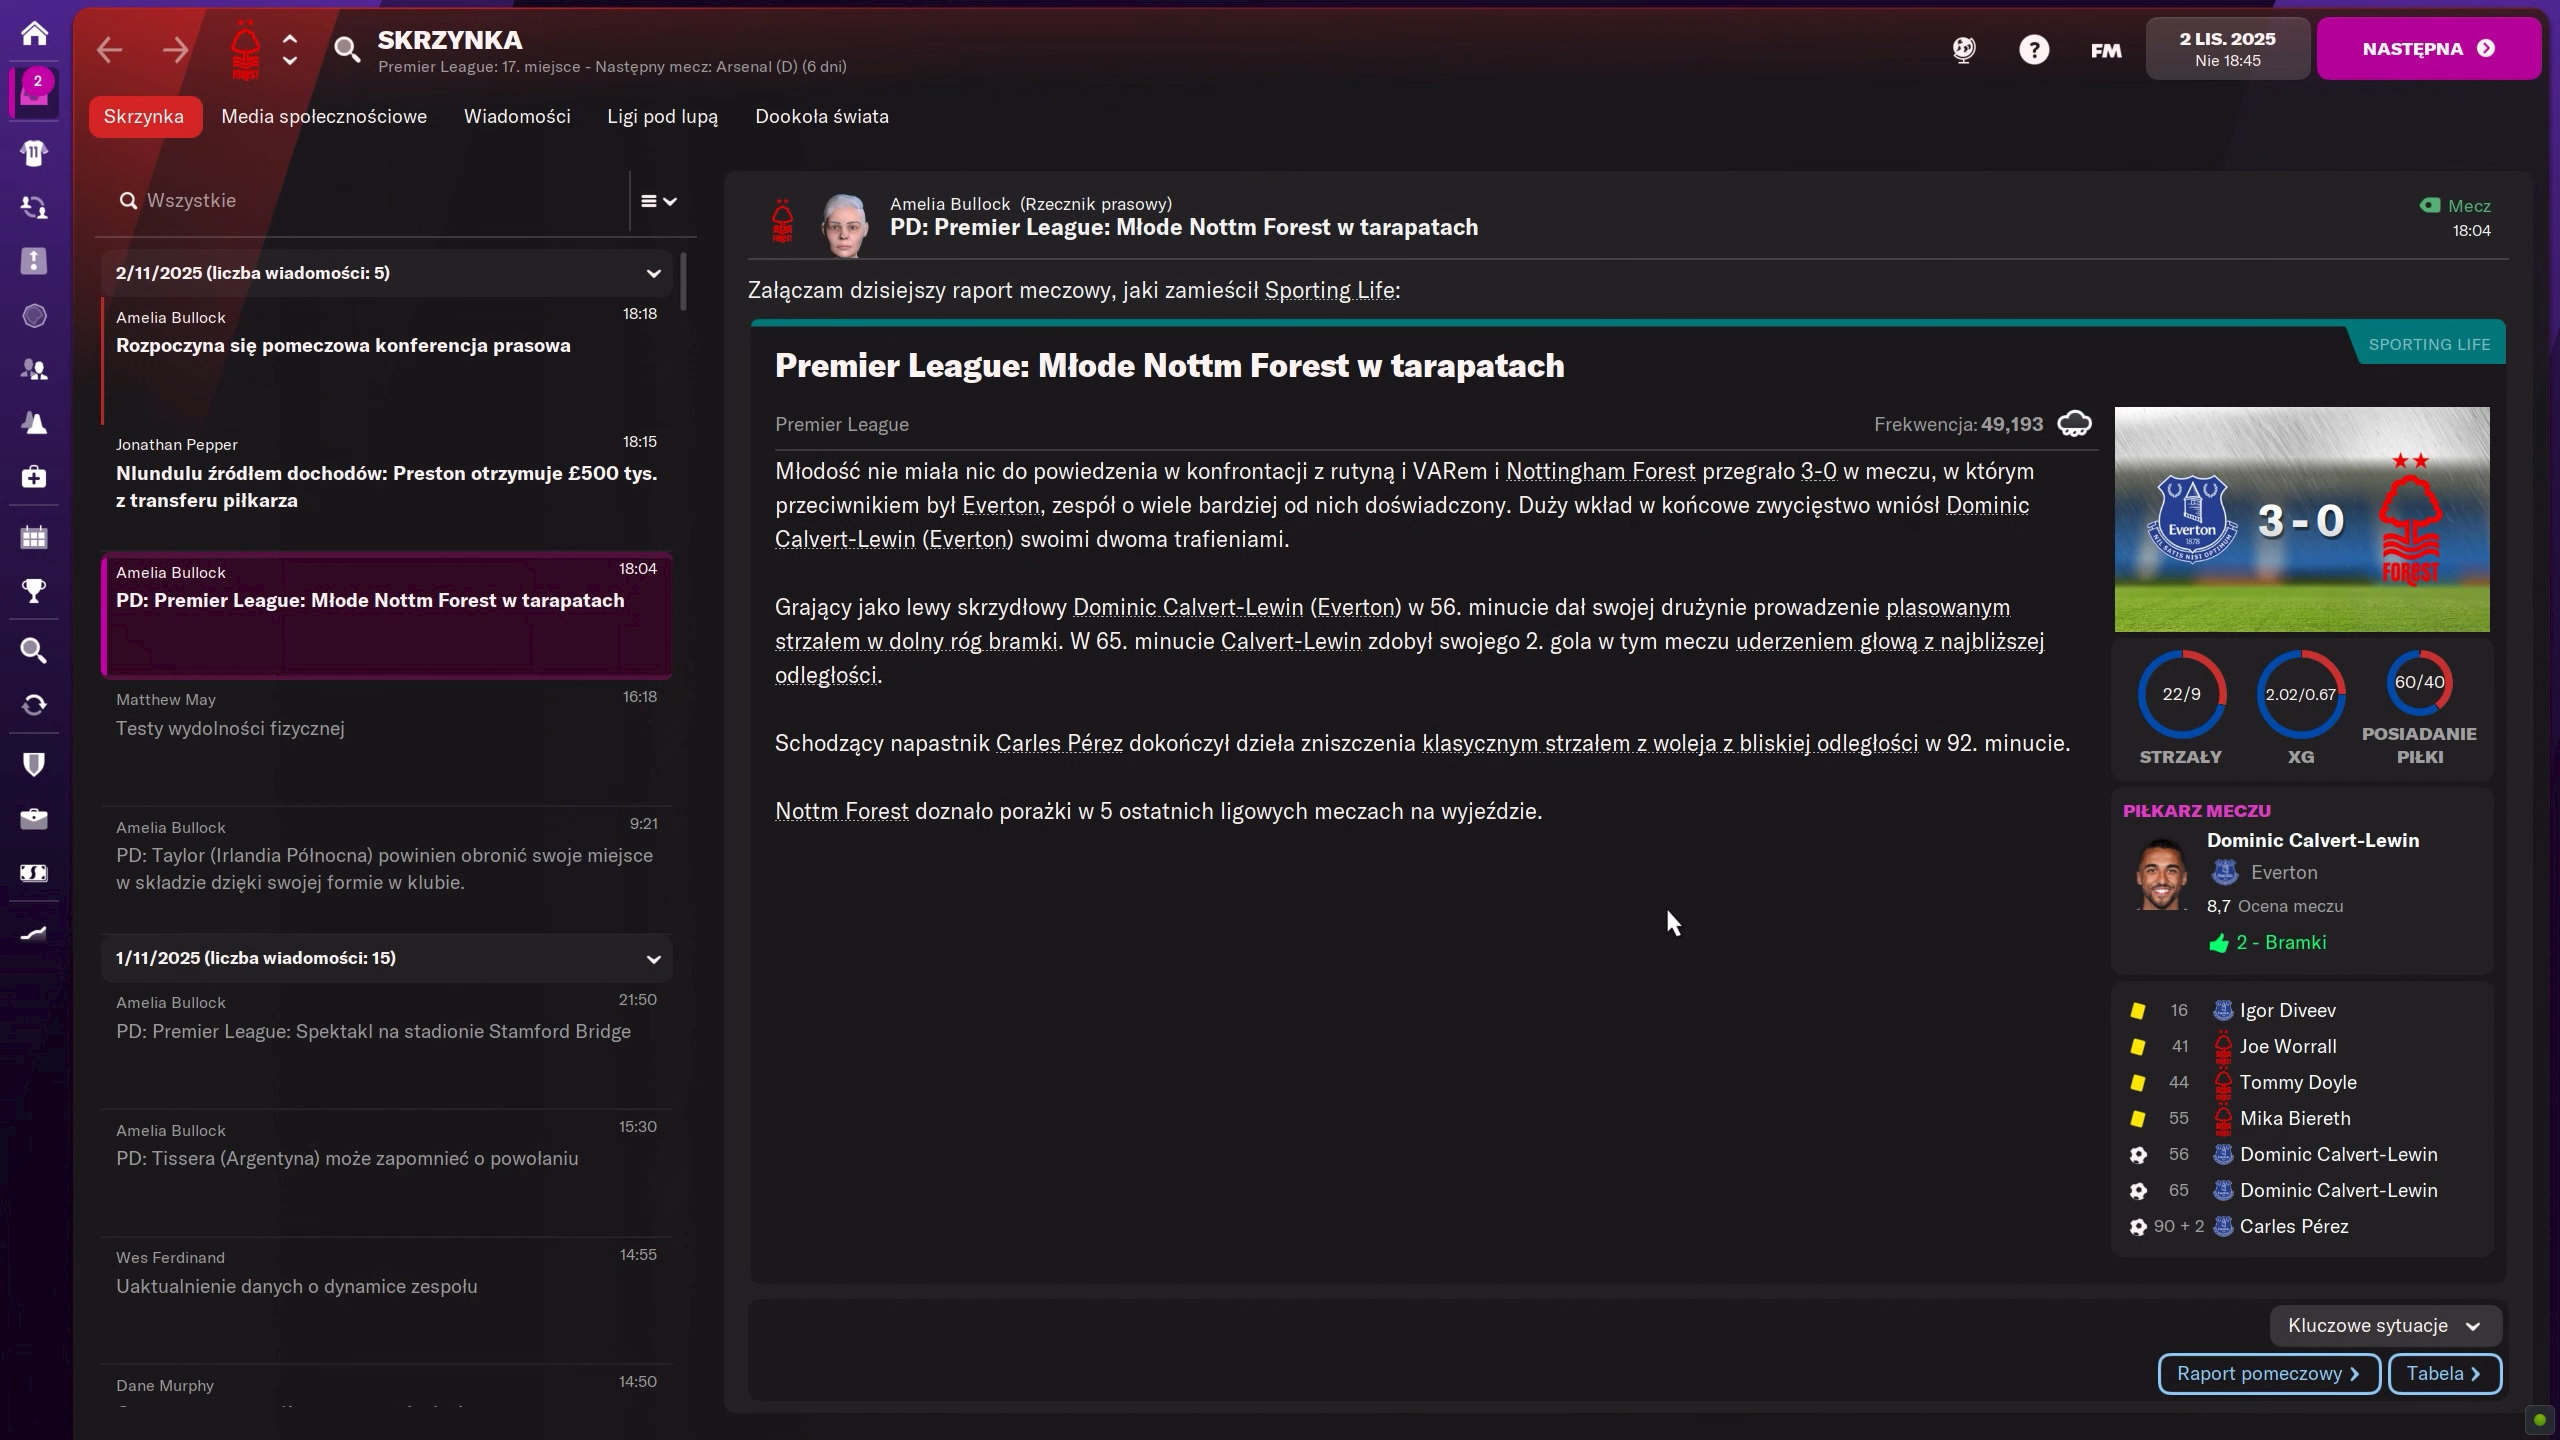 SKRZYNKA
Premier League: 17. miejsce - Następny mecz: Arsenal (D) (6 dni)
FM
2 LIS. 2025
Nie 18:45
NASTĘPNA
2
11
FOREST
Skrzynka
Media społecznościowe
Wiadomości
Ligi pod lupą
Dookoła świata
Wszystkie
2/11/2025 (liczba wiadomości: 5)
Amelia Bullock
18:18
Rozpoczyna się pomeczowa konferencja prasowa
Jonathan Pepper
18:15
Nlundulu źródłem dochodów: Preston otrzymuje £500 tys.
z transferu piłkarza
Amelia Bullock
18:04
PD: Premier League: Młode Nottm Forest w tarapatach
Matthew May
16:18
Testy wydolności fizycznej
Amelia Bullock
9:21
PD: Taylor (Irlandia Północna) powinien obronić swoje miejsce
w składzie dzięki swojej formie w klubie.
1/11/2025 (liczba wiadomości: 15)
Amelia Bullock
21:50
PD: Premier League: Spektakl na stadionie Stamford Bridge
Amelia Bullock
15:30
PD: Tissera (Argentyna) może zapomnieć o powołaniu
Wes Ferdinand
14:55
Uaktualnienie danych o dynamice zespołu
Dane Murphy
14:50
Amelia Bullock (Rzecznik prasowy)
PD: Premier League: Młode Nottm Forest w tarapatach
Mecz
18:04
Załączam dzisiejszy raport meczowy, jaki zamieścił Sporting Life:
SPORTING LIFE
Premier League: Młode Nottm Forest w tarapatach
Premier League
Frekwencja: 49,193
Młodość nie miała nic do powiedzenia w konfrontacji z rutyną i VARem i Nottingham Forest przegrało 3-0 w meczu, w którym
przeciwnikiem był Everton, zespół o wiele bardziej od nich doświadczony. Duży wkład w końcowe zwycięstwo wniósł Dominic
Calvert-Lewin (Everton) swoimi dwoma trafieniami.
Grający jako lewy skrzydłowy Dominic Calvert-Lewin (Everton) w 56. minucie dał swojej drużynie prowadzenie plasowanym
strzałem w dolny róg bramki. W 65. minucie Calvert-Lewin zdobył swojego 2. gola w tym meczu uderzeniem głową z najbliższej
odległości.
Schodzący napastnik Carles Pérez dokończył dzieła zniszczenia klasycznym strzałem z woleja z bliskiej odległości w 92. minucie.
Nottm Forest doznało porażki w 5 ostatnich ligowych meczach na wyjeździe.
Everton
1878
NIL SATIS NISI OPTIMUM
3 - 0
FOREST
22/9
STRZAŁY
2.02/0.67
XG
60/40
POSIADANIE
PIŁKI
PIŁKARZ MECZU
Dominic Calvert-Lewin
Everton
8,7 Ocena meczu
2 - Bramki
16 Igor Diveev
41 Joe Worrall
44 Tommy Doyle
55 Mika Biereth
56 Dominic Calvert-Lewin
65 Dominic Calvert-Lewin
90 + 2 Carles Pérez
Kluczowe sytuacje
Raport pomeczowy
Tabela